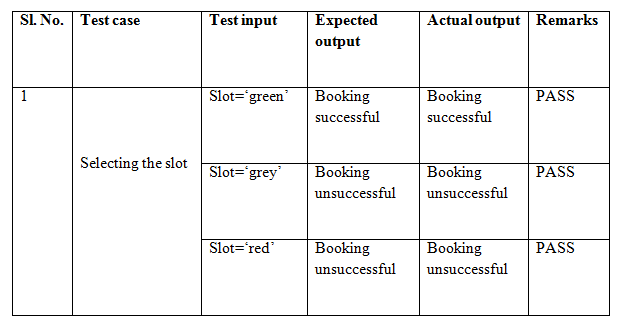 Sl. No. Test case Test input Expected output Actual output Remarks
1 Selecting the slot Slot=‘green’ Booking successful Booking successful PASS
Slot=‘grey’ Booking unsuccessful Booking unsuccessful PASS
Slot=‘red’ Booking unsuccessful Booking unsuccessful PASS